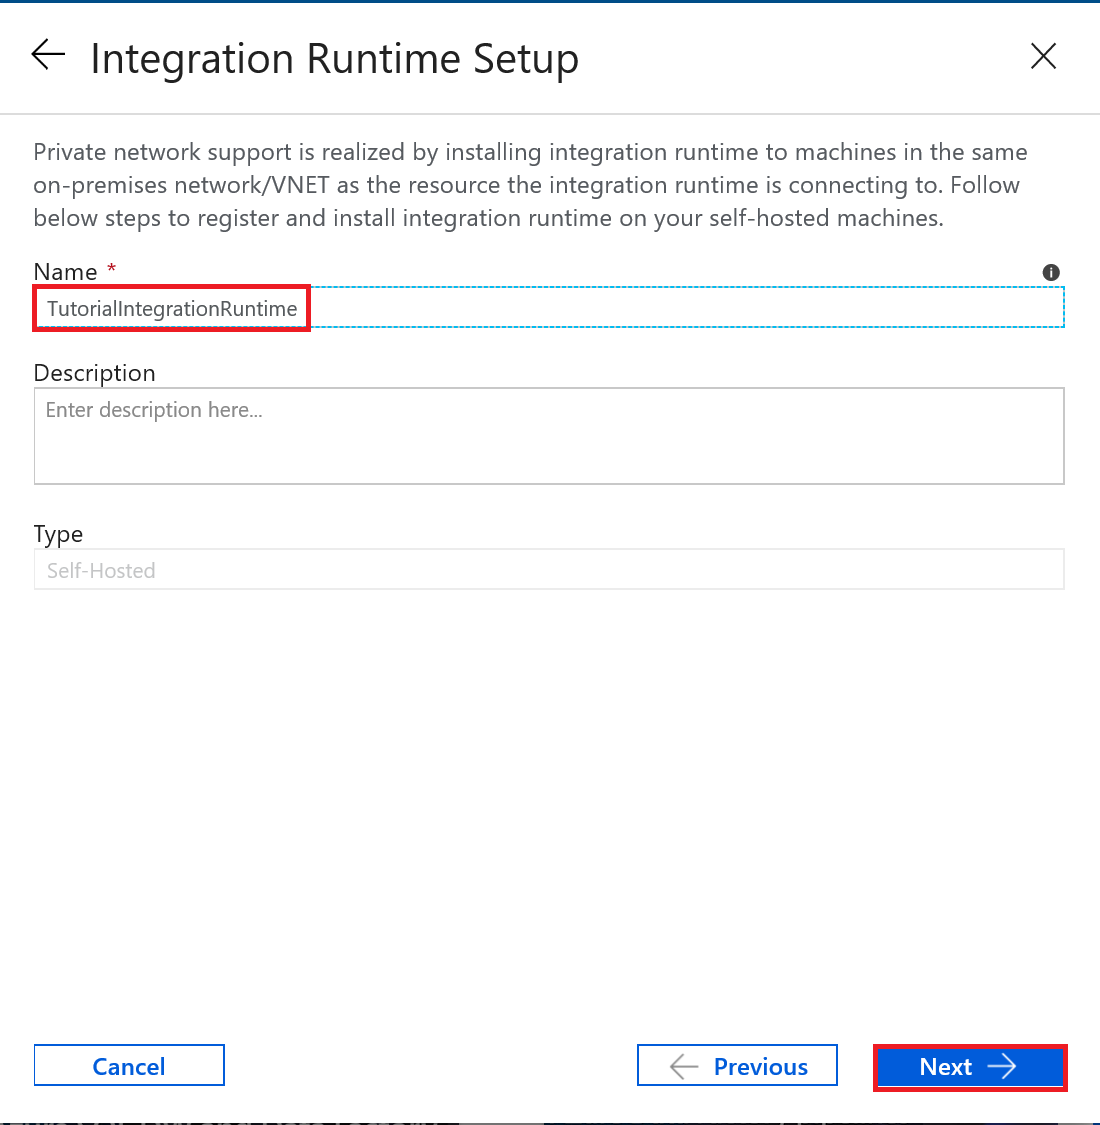 Integration Runtime Setup
Private network support is realized by installing integration runtime to machines in the same
on-premises network/VNET as the resource the integration runtime is connecting to. Follow
below steps to register and install integration runtime on your self-hosted machines.
Name *
TutorialIntegrationRuntime
Description
Enter description here...
Type
Self-Hosted
Cancel
Previous
Next